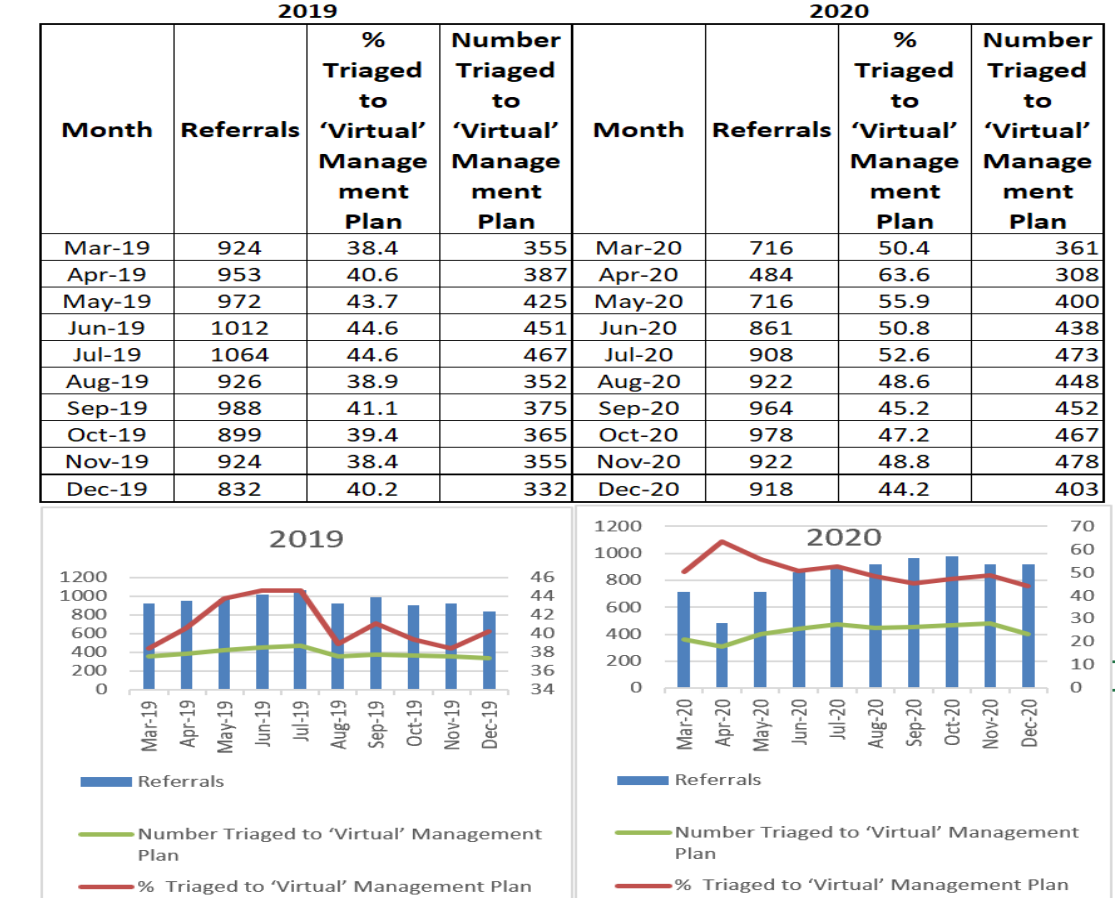 2019 2020
Month Referrals % Triaged to ‘Virtual’ Manage ment Plan Number Triaged to ‘Virtual’ Manage ment Plan Month Referrals % Triaged to ‘Virtual’ Manage ment Plan Number Triaged to ‘Virtual’ Manage ment Plan
Mar-19 924 38.4 355 Mar-20 716 50.4 361
Apr-19 953 40.6 387 Apr-20 484 63.6 308
May-19 972 43.7 425 May-20 716 55.9 400
Jun-19 1012 44.6 451 Jun-20 861 50.8 438
Jul-19 1064 44.6 467 Jul-20 908 52.6 473
Aug-19 926 38.9 352 Aug-20 922 48.6 448
Sep-19 988 41.1 375 Sep-20 964 45.2 452
Oct-19 899 39.4 365 Oct-20 978 47.2 467
Nov-19 924 38.4 355 Nov-20 922 48.8 478
Dec-19 832 40.2 332 Dec-20 918 44.2 403
2019
1200 46
1000 44
800 42
600 40
400 38
200 36
0 34
Mar-19 Apr-19 May-19 Jun-19 Jul-19 Aug-19 Sep-19 Oct-19 Nov-19 Dec-19
Referrals
Number Triaged to ‘Virtual’ Management
Plan
% Triaged to ‘Virtual’ Management Plan
2020
1200 70
1000 60
800 50
600 40
400 30
200 20
0 10
0
Mar-20 Apr-20 May-20 Jun-20 Jul-20 Aug-20 Sep-20 Oct-20 Nov-20 Dec-20
Referrals
Number Triaged to ‘Virtual’ Management
Plan
% Triaged to ‘Virtual’ Management Plan